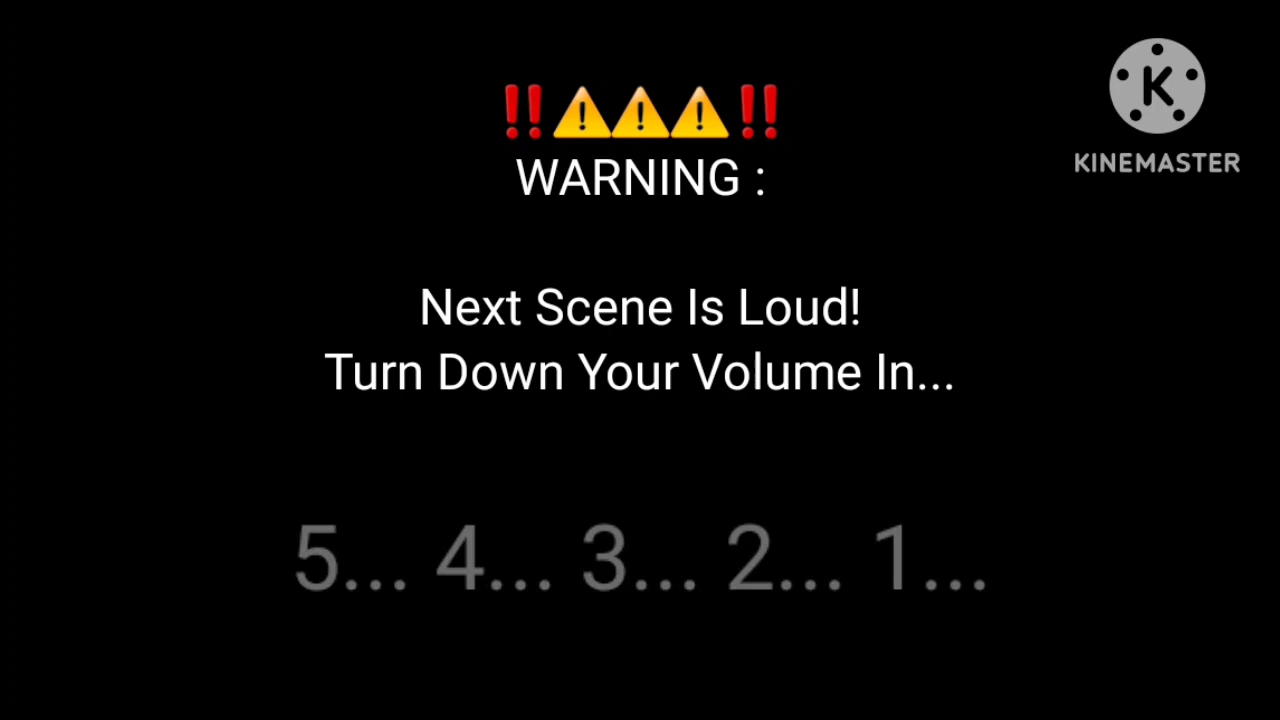 ‼️⚠️⚠️⚠️‼️
WARNING :
Next Scene Is Loud!
Turn Down Your Volume In...
5... 4... 3... 2... 1...
K
KINEMASTER